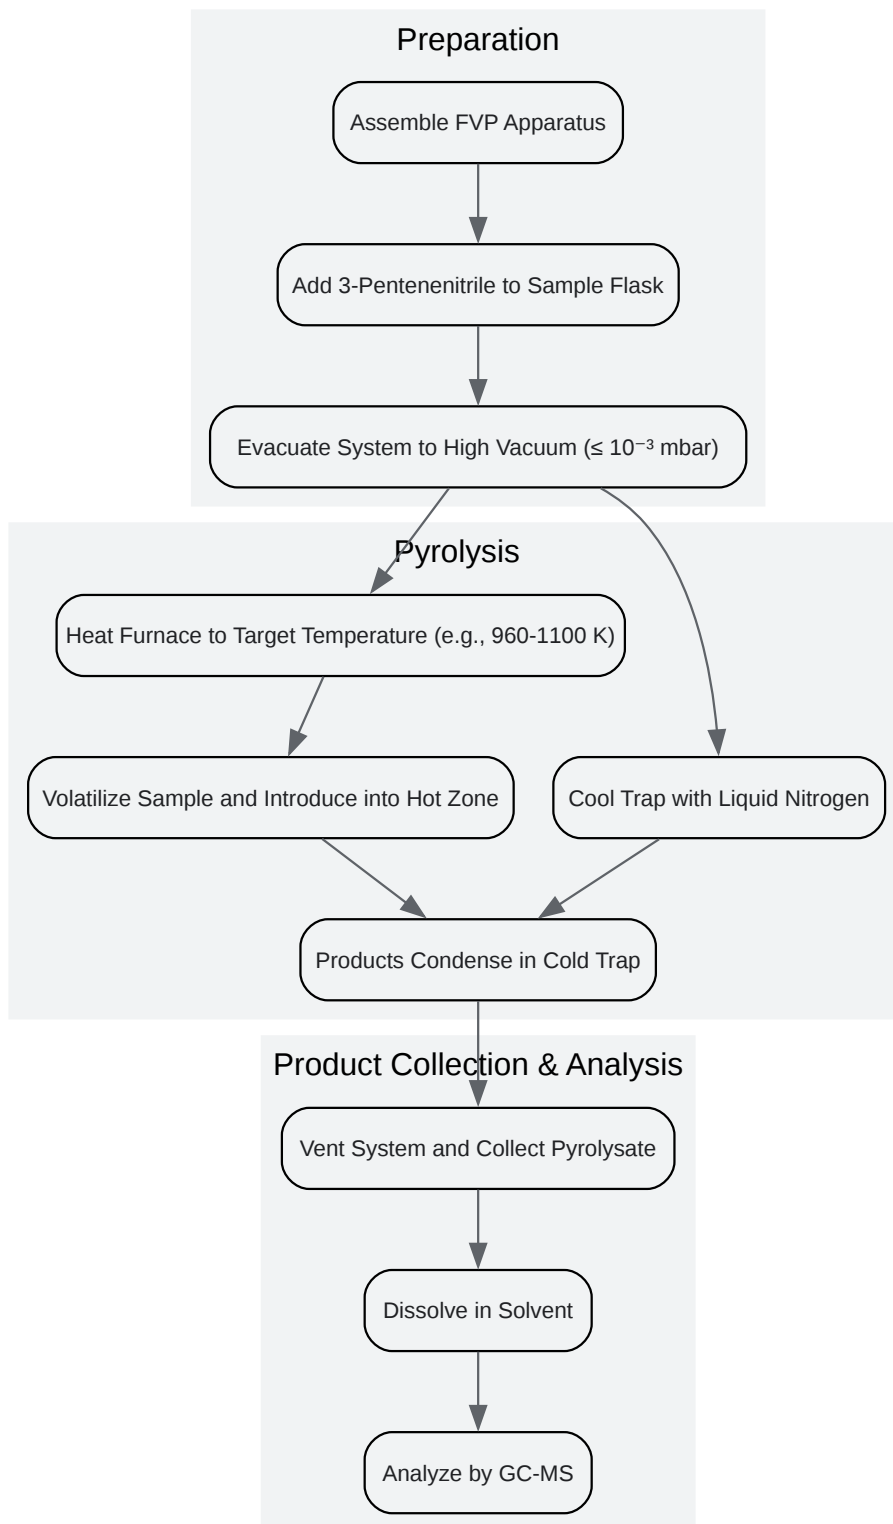 Preparation
Assemble FVP Apparatus
Add 3-Pentenenitrile to Sample Flask
Evacuate System to High Vacuum (≤ 10⁻³ mbar)
Pyrolysis
Heat Furnace to Target Temperature (e.g., 960-1100 K)
Volatilize Sample and Introduce into Hot Zone
Cool Trap with Liquid Nitrogen
Products Condense in Cold Trap
Product Collection & Analysis
Vent System and Collect Pyrolysate
Dissolve in Solvent
Analyze by GC-MS